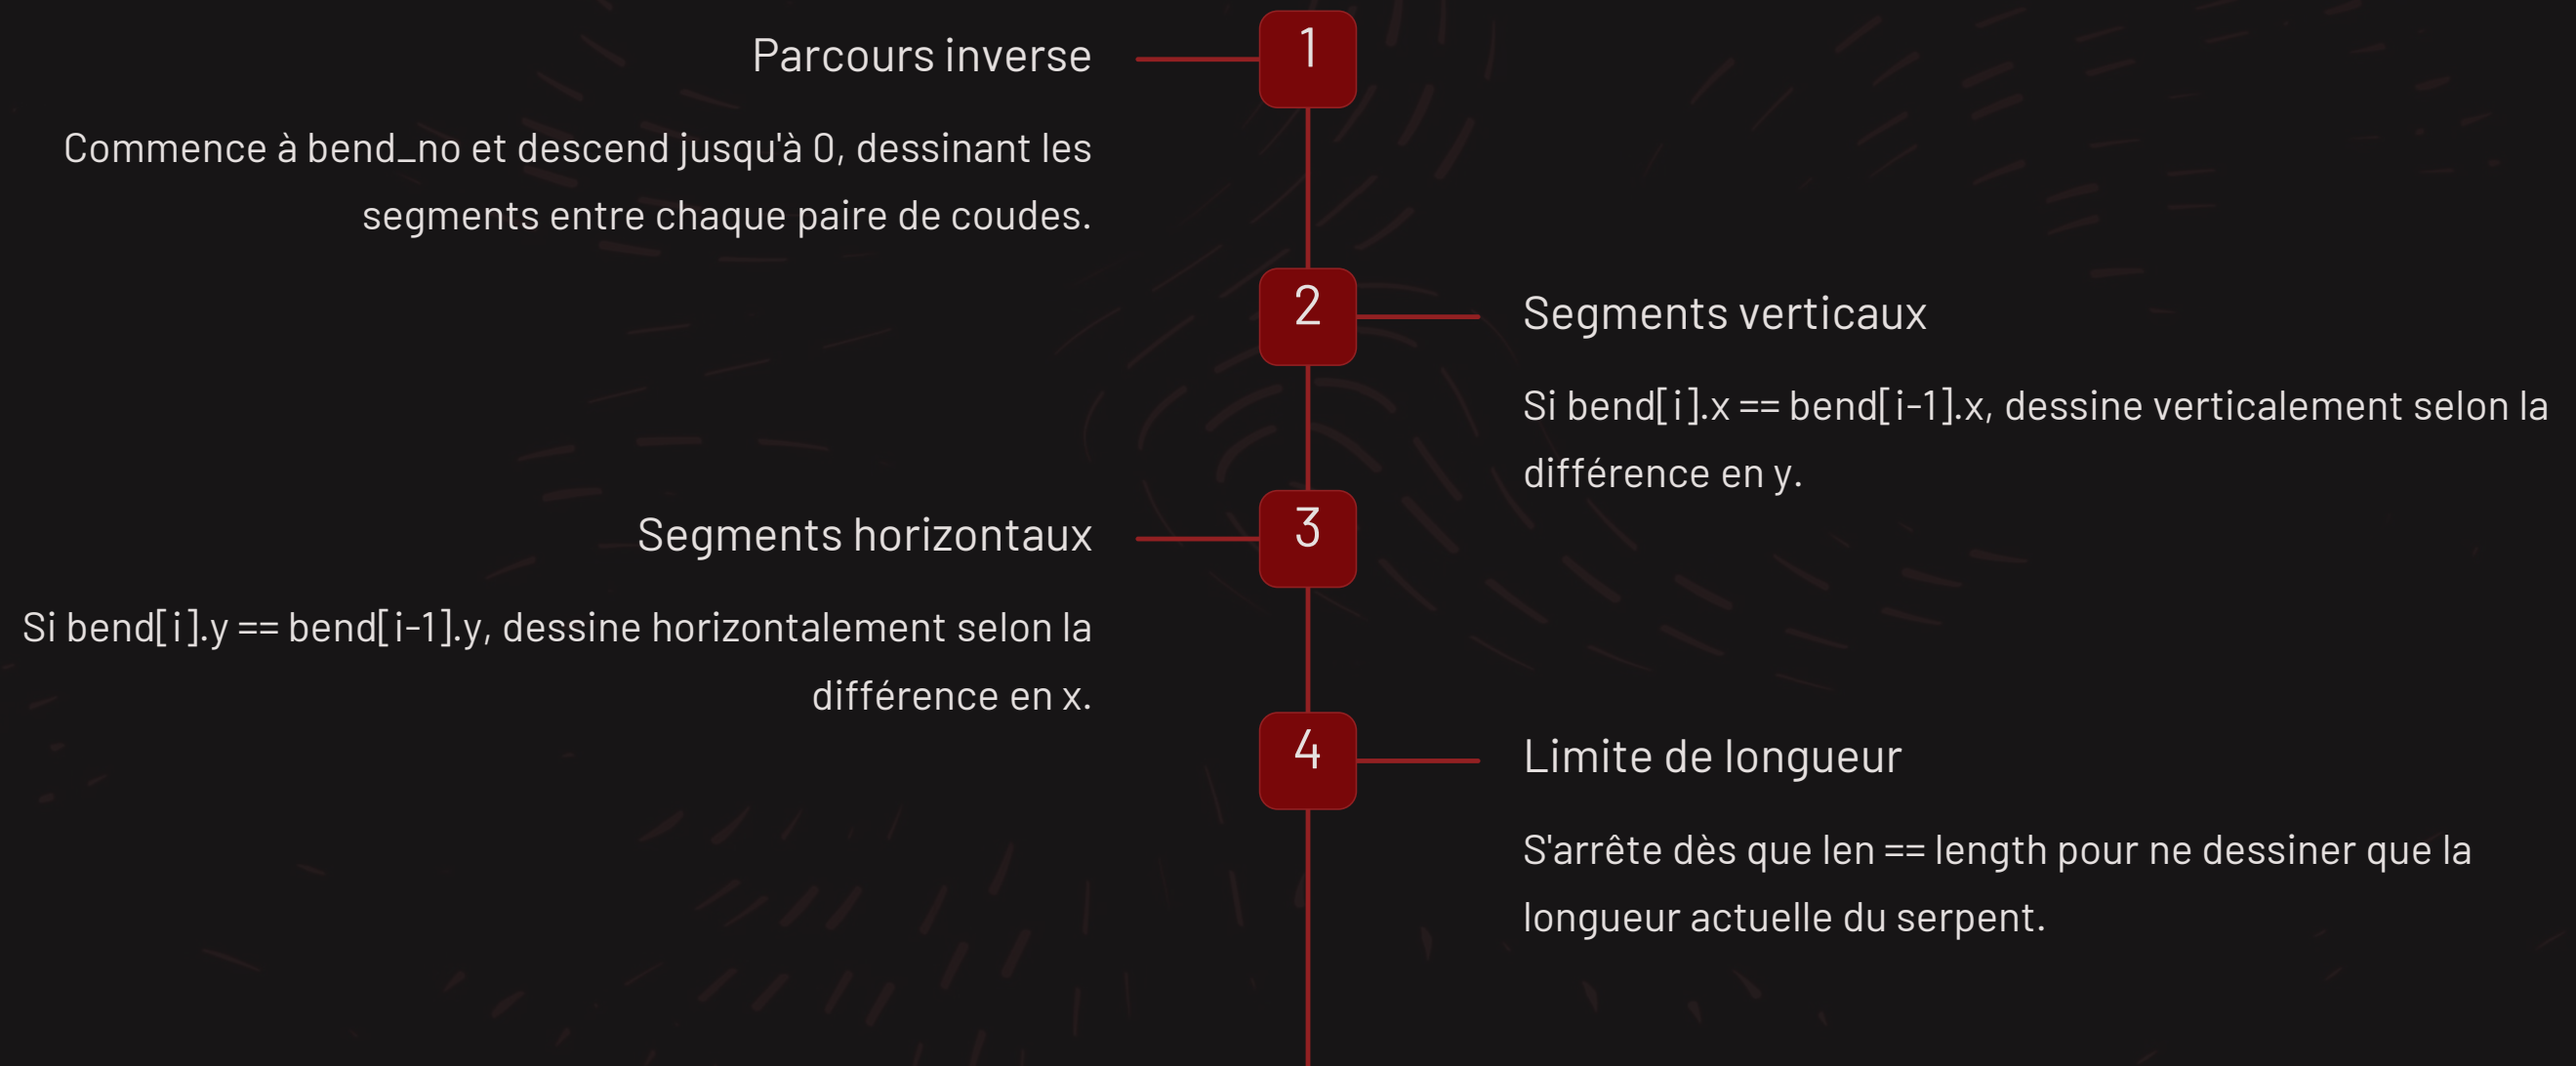 1
Parcours inverse
Commence à bend_no et descend jusqu'à 0, dessinant les
segments entre chaque paire de coudes.
2
Segments verticaux
Si bend[i].x == bend[i-1].x, dessine verticalement selon la
différence en y.
3
Segments horizontaux
Si bend[i].y == bend[i-1].y, dessine horizontalement selon la
différence en x.
4
Limite de longueur
S'arrête dès que len == length pour ne dessiner que la
longueur actuelle du serpent.